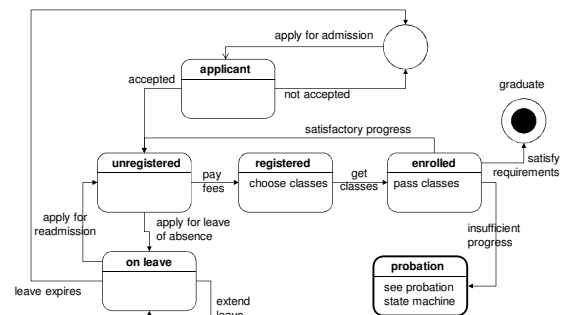 apply for admission
applicant
accepted
not accepted
graduate
satisfactory progress
unregistered
registered
enrolled
satisfy
requirements
pay
fees
choose classes
get
classes
pass classes
apply for
readmission
apply for leave
of absence
insufficient
progress
on leave
probation
see probation
state machine
leave expires
extend
leave